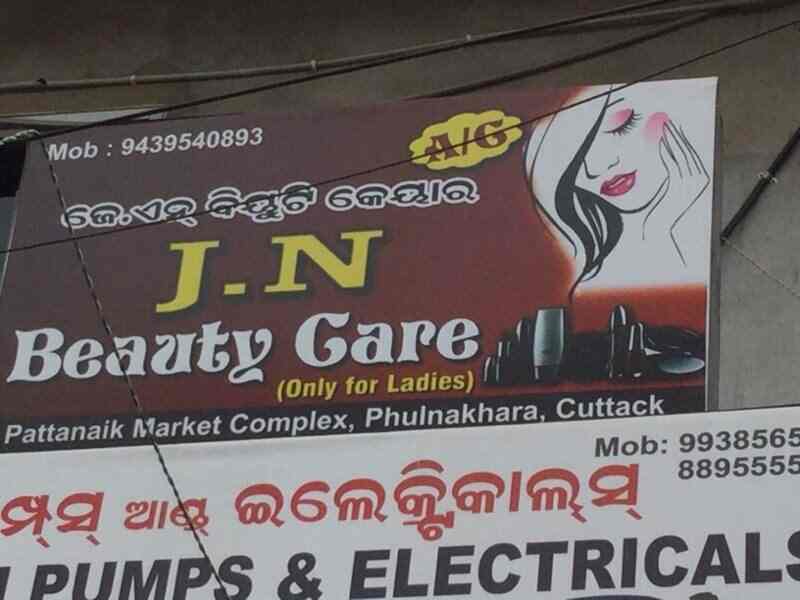 Mob : 9439540893
A/C
ଜେ.ଏନ୍ ବିୟୁଟି କେୟାର
J.N
Beauty Care
(Only for Ladies)
Pattanaik Market Complex, Phulnakhara, Cuttack
Mob: 9938565
8895555
ଆଣ୍ଡ ଇଲେକ୍ଟ୍ରିକାଲ୍ସ୍
PUMPS & ELECTRICALS